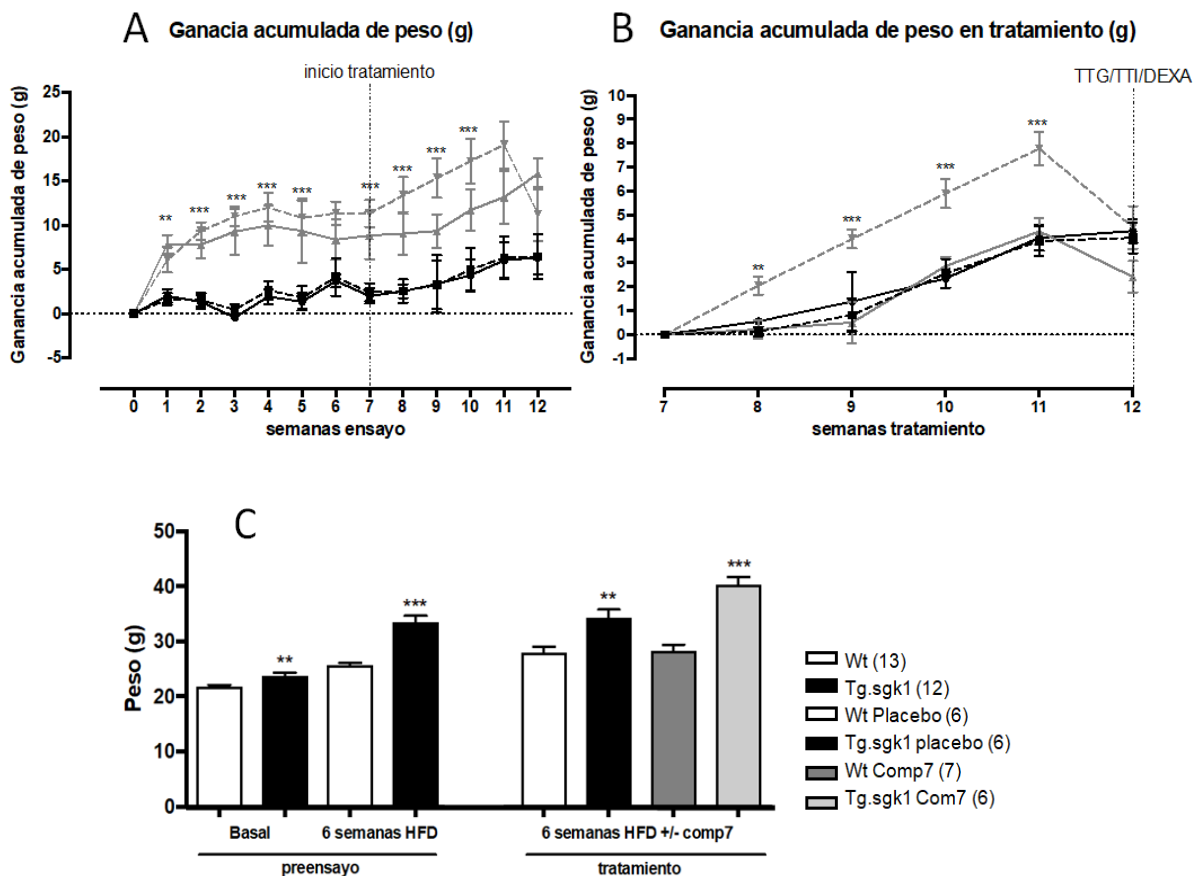 A Ganacia acumulada de peso (g)
inicio tratamiento
Ganancia acumulada de peso (g)
25
20
15
10
5
0
-5
** *** *** *** *** *** *** *** ***
0 1 2 3 4 5 6 7 8 9 10 11 12
semanas ensayo
B Ganancia acumulada de peso en tratamiento (g)
TTG/TTI/DEXA
Ganancia acumulada de peso (g)
10
9
8
7
6
5
4
3
2
1
0
-1
** *** *** ***
7 8 9 10 11 12
semanas tratamiento
C
Peso (g)
50
40
30
20
10
0
** *** ** ***
Basal 6 semanas HFD 6 semanas HFD +/- comp7
preensayo tratamiento
Wt (13)
Tg.sgk1 (12)
Wt Placebo (6)
Tg.sgk1 placebo (6)
Wt Comp7 (7)
Tg.sgk1 Com7 (6)